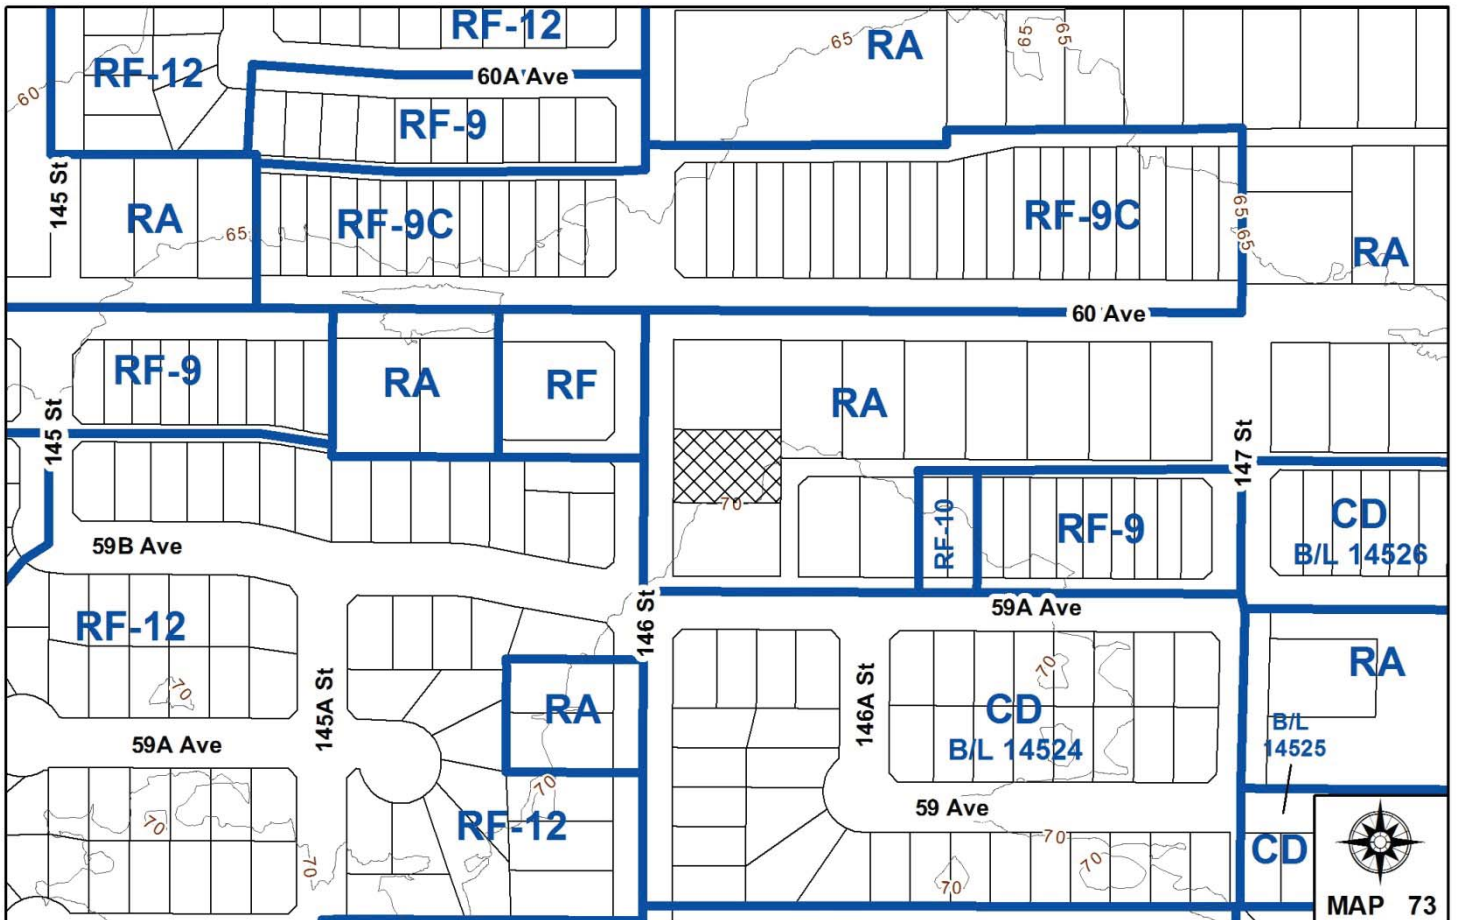 RF-12
65
RA
65
65
60
RF-12
60A Ave
RF-9
145 St
RA
65
RF-9C
RF-9C
65
65
RA
60 Ave
RF-9
RA
RF
RA
145 St
147 St
70
RF-10
RF-9
CD
B/L 14526
59B Ave
59A Ave
RF-12
146 St
70
RA
70
145A St
RA
146A St
CD
B/L 14524
B/L
14525
59A Ave
70
59 Ave
70
RF-12
70
70
70
70
CD
MAP 73